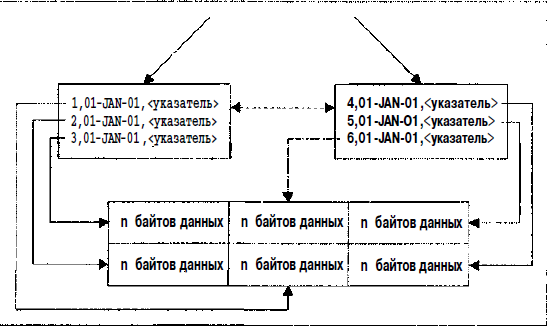 1,01-JAN-01,<указатель>
2,01-JAN-01,<указатель>
3,01-JAN-01,<указатель>
4,01-JAN-01,<указатель>
5,01-JAN-01,<указатель>
6,01-JAN-01,<указатель>
n байтов данных n байтов данных n байтов данных
n байтов данных n байтов данных n байтов данных